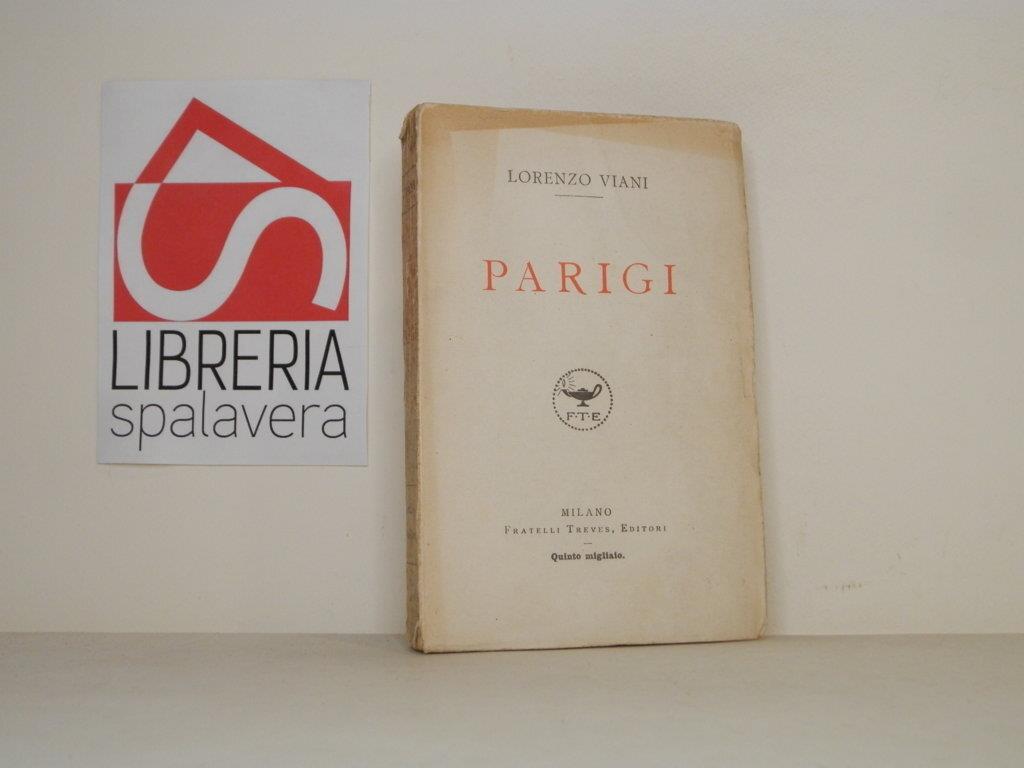 LIBRERIA
spalavera
LORENZO VIANI
PARIGI
F·T·E
MILANO
FRATELLI TREVES, EDITORI
Quinto migliaio.